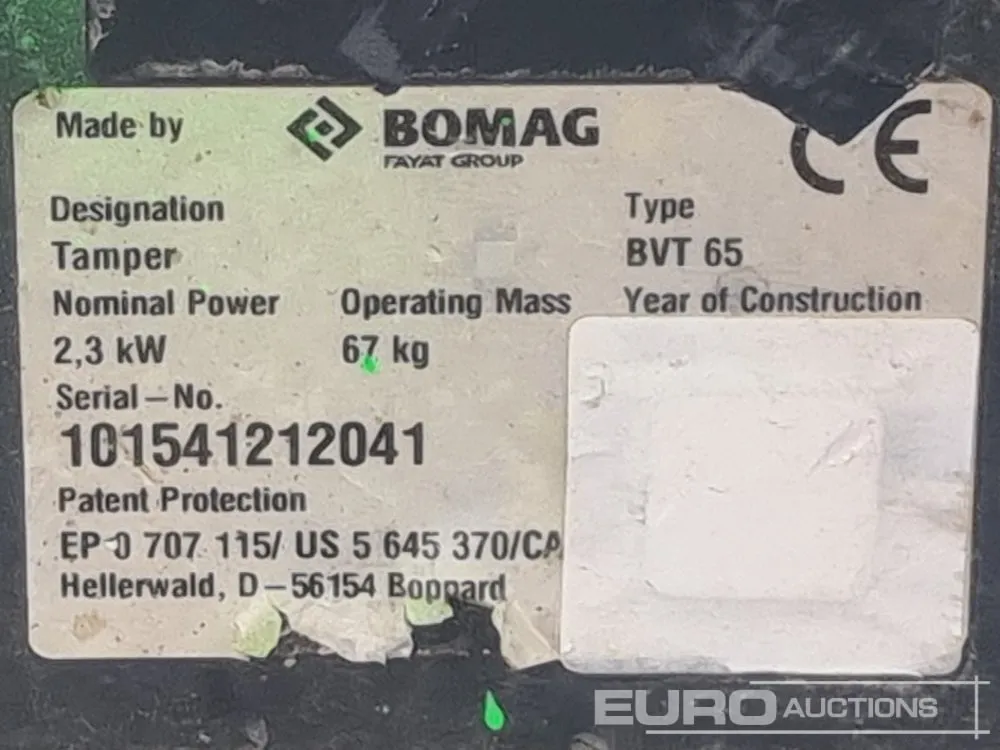 Made by BOMAG CE
FAYAT GROUP
Designation Type
Tamper BVT 65
Nominal Power Operating Mass Year of Construction
2,3 kW 67 kg
Serial-No.
101541212041
Patent Protection
EP 0 707 115/ US 5 645 370/CA
Hellerwald, D-56154 Boppard
EURO AUCTIONS